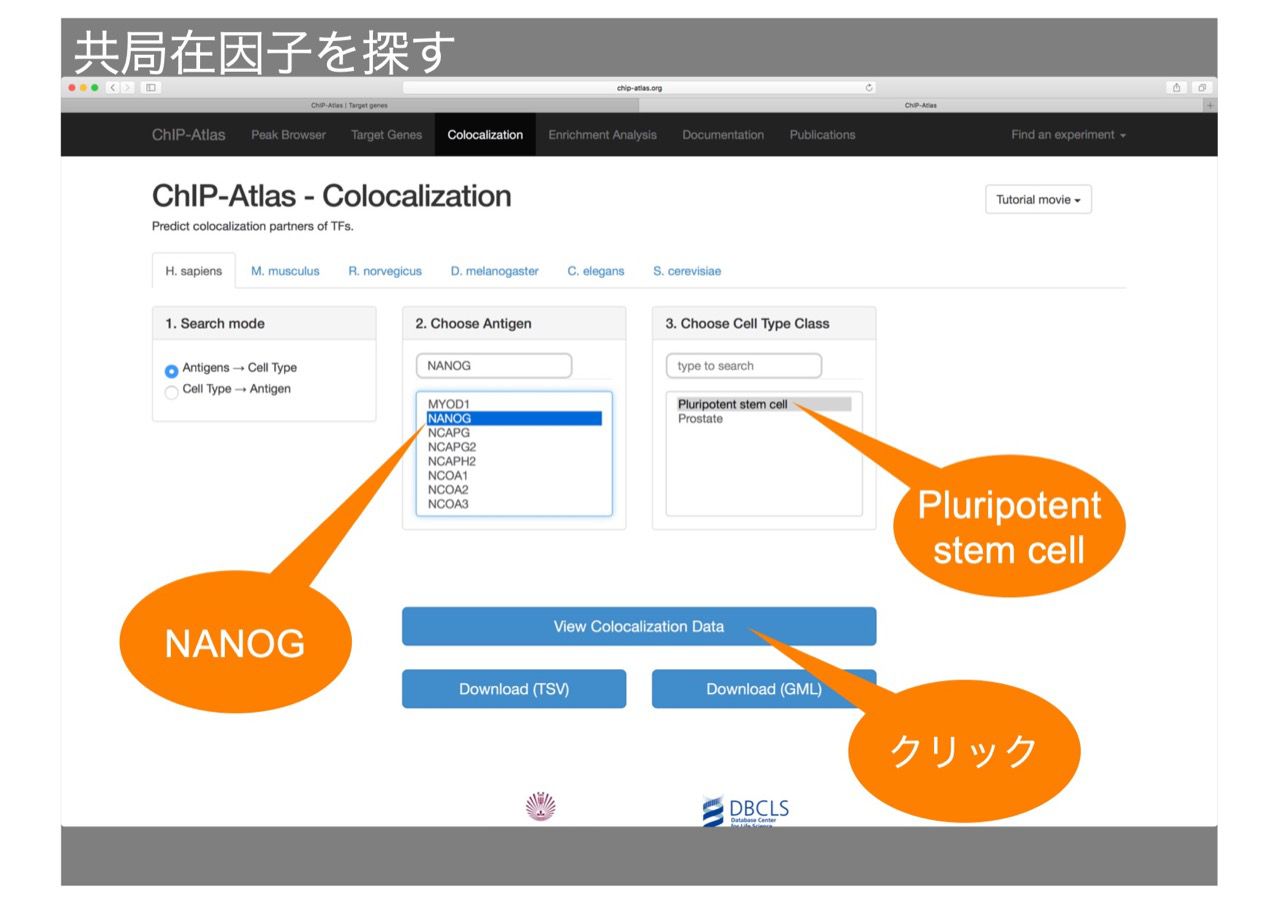 共局在因子を探す
chip-atlas.org
ChIP-Atlas | Target genes
ChIP-Atlas
ChIP-Atlas Peak Browser Target Genes Colocalization Enrichment Analysis Documentation Publications Find an experiment
ChIP-Atlas - Colocalization
Tutorial movie
Predict colocalization partners of TFs.
H. sapiens M. musculus R. norvegicus D. melanogaster C. elegans S. cerevisiae
1. Search mode
Antigens → Cell Type
Cell Type → Antigen
2. Choose Antigen
NANOG
MYOD1
NANOG
NCAPG
NCAPG2
NCAPH2
NCOA1
NCOA2
NCOA3
3. Choose Cell Type Class
type to search
Pluripotent stem cell
Prostate
Pluripotent
stem cell
NANOG
View Colocalization Data
Download (TSV)
Download (GML)
クリック
DBCLS
Database Center
for Life Science